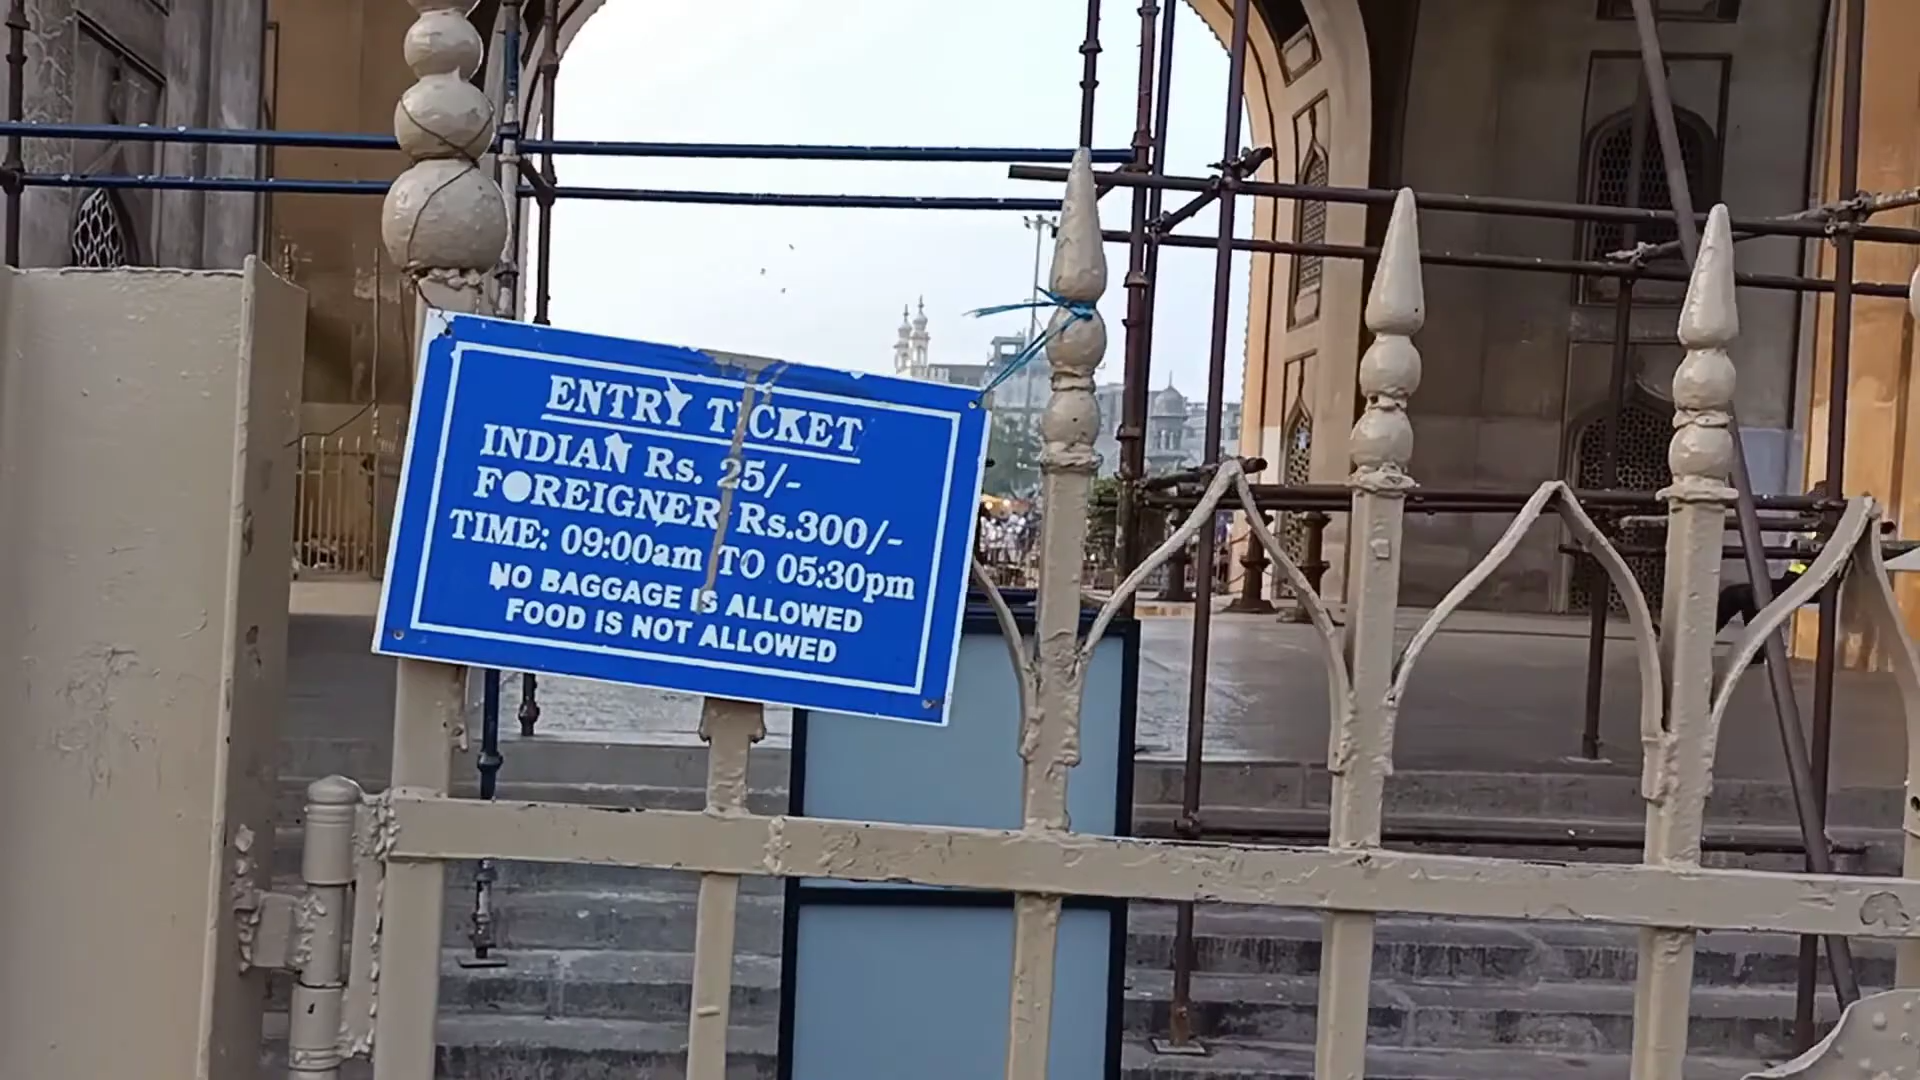 ENTRY TICKET
INDIAN Rs. 25/-
FOREIGNER Rs.300/-
TIME: 09:00am TO 05:30pm
NO BAGGAGE IS ALLOWED
FOOD IS NOT ALLOWED